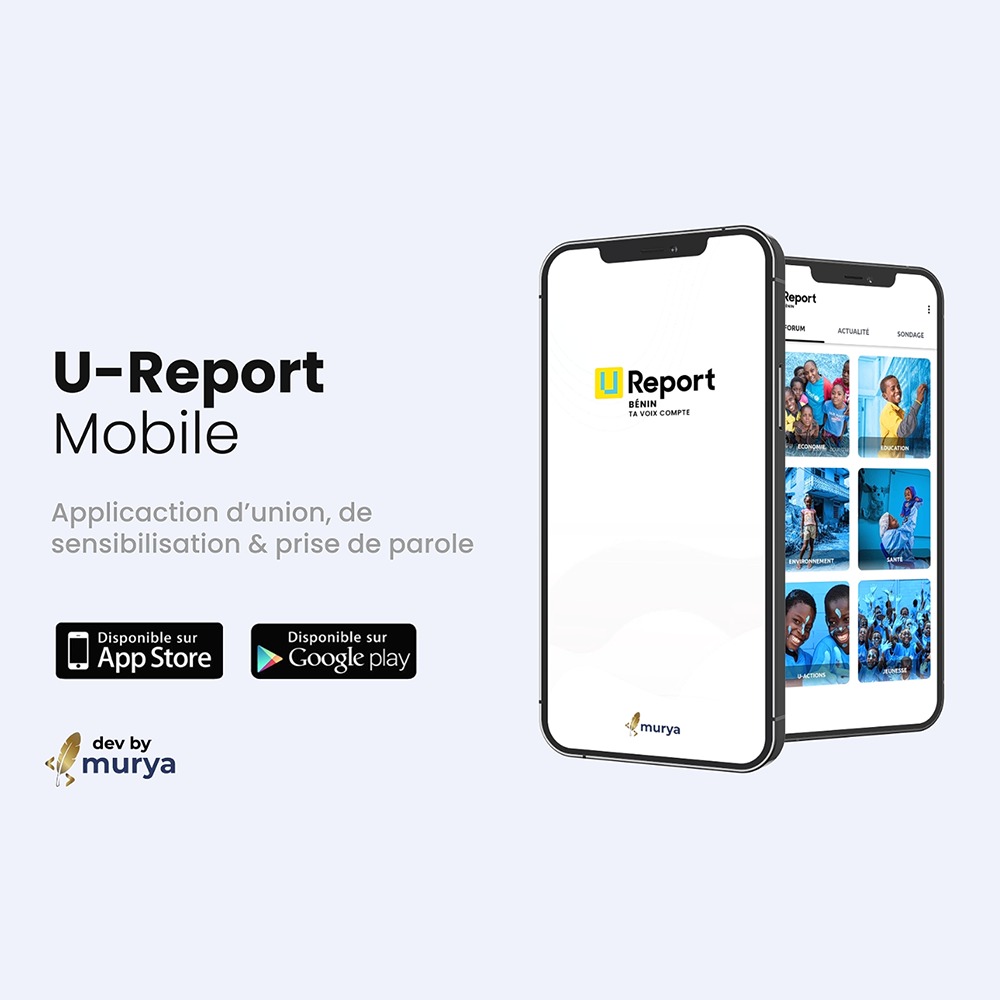 U-Report
Mobile
Applicaction d’union, de
sensibilisation & prise de parole
Disponible sur
App Store
Disponible sur
Google play
dev by
murya
U Report
BÉNIN
TA VOIX COMPTE
murya
Report
FORUM ACTUALITÉ SONDAGE
ECONOMIE EDUCATION
ENVIRONNEMENT SANTÉ
U-ACTIONS JEUNESSE